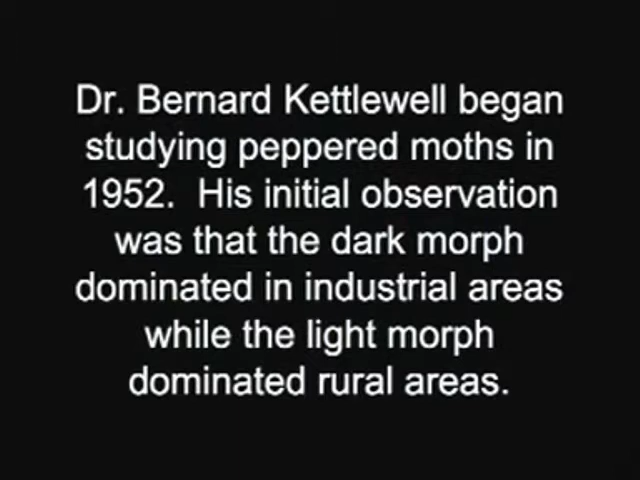 Dr. Bernard Kettlewell began
studying peppered moths in
1952.  His initial observation
was that the dark morph
dominated in industrial areas
while the light morph
dominated rural areas.